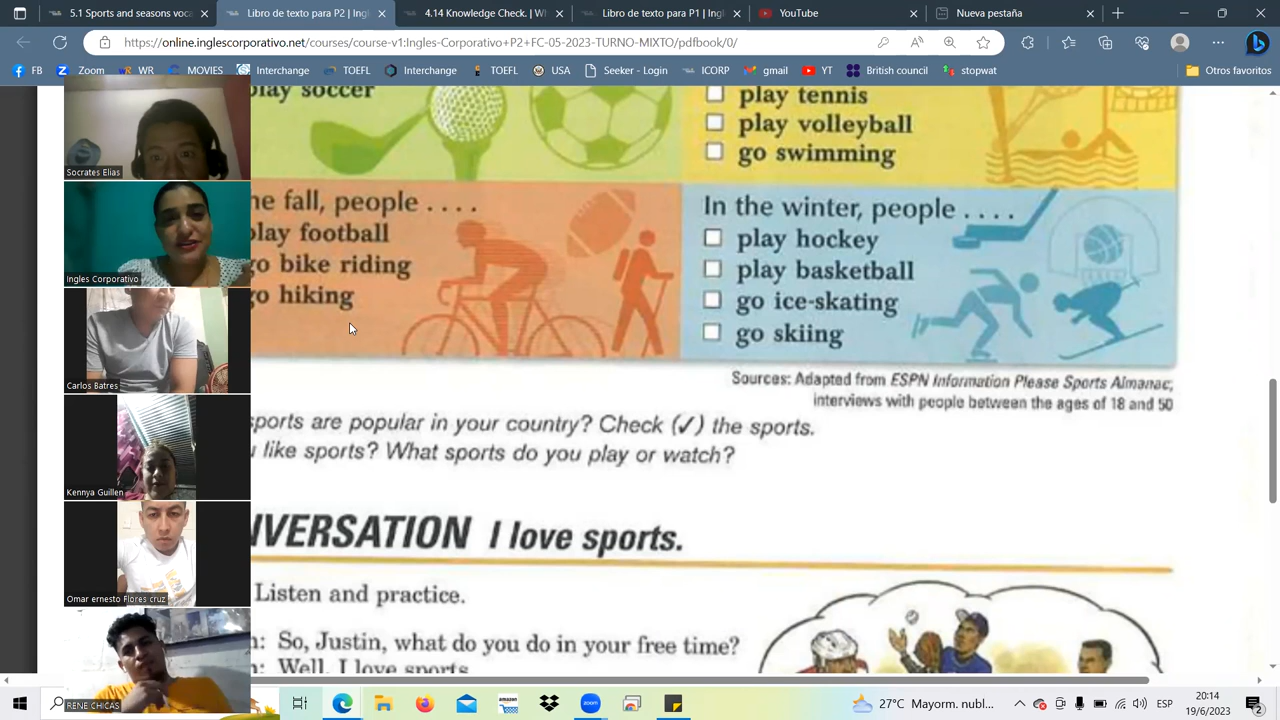 Libro de texto para P2 | Ing
4.14 Knowledge Check. | W
Libro de texto para P1 | Ingl
YouTube
Nueva pestaña
https://online.inglescorporativo.net/courses/course-v1:Ingles-Corporativo+P2+FC-05-2023-TURNO-MIXTO/pdfbook/0/
FB
Zoom
WR
MOVIES
Interchange
TOEFL
Interchange
TOEFL
USA
Seeker - Login
ICORP
gmail
YT
British council
stopwat
Otros favoritos
play soccer
play tennis
play volleyball
go swimming
he fall, people . . . .
play football
go bike riding
go hiking
In the winter, people . . . .
play hockey
play basketball
go ice-skating
go skiing
Sources: Adapted from ESPN Information Please Sports Almanac;
interviews with people between the ages of 18 and 50
sports are popular in your country? Check (✓) the sports.
u like sports? What sports do you play or watch?
NVERSATION I love sports.
Listen and practice.
n: So, Justin, what do you do in your free time?
n: Well, I love sports.
Socrates Elias
Ingles Corporativo
Carlos Batres
Kennya Guillen
Omar ernesto Flores cruz
RENE CHICAS
27°C Mayorm. nubl...
ESP
20:14
19/6/2023
2